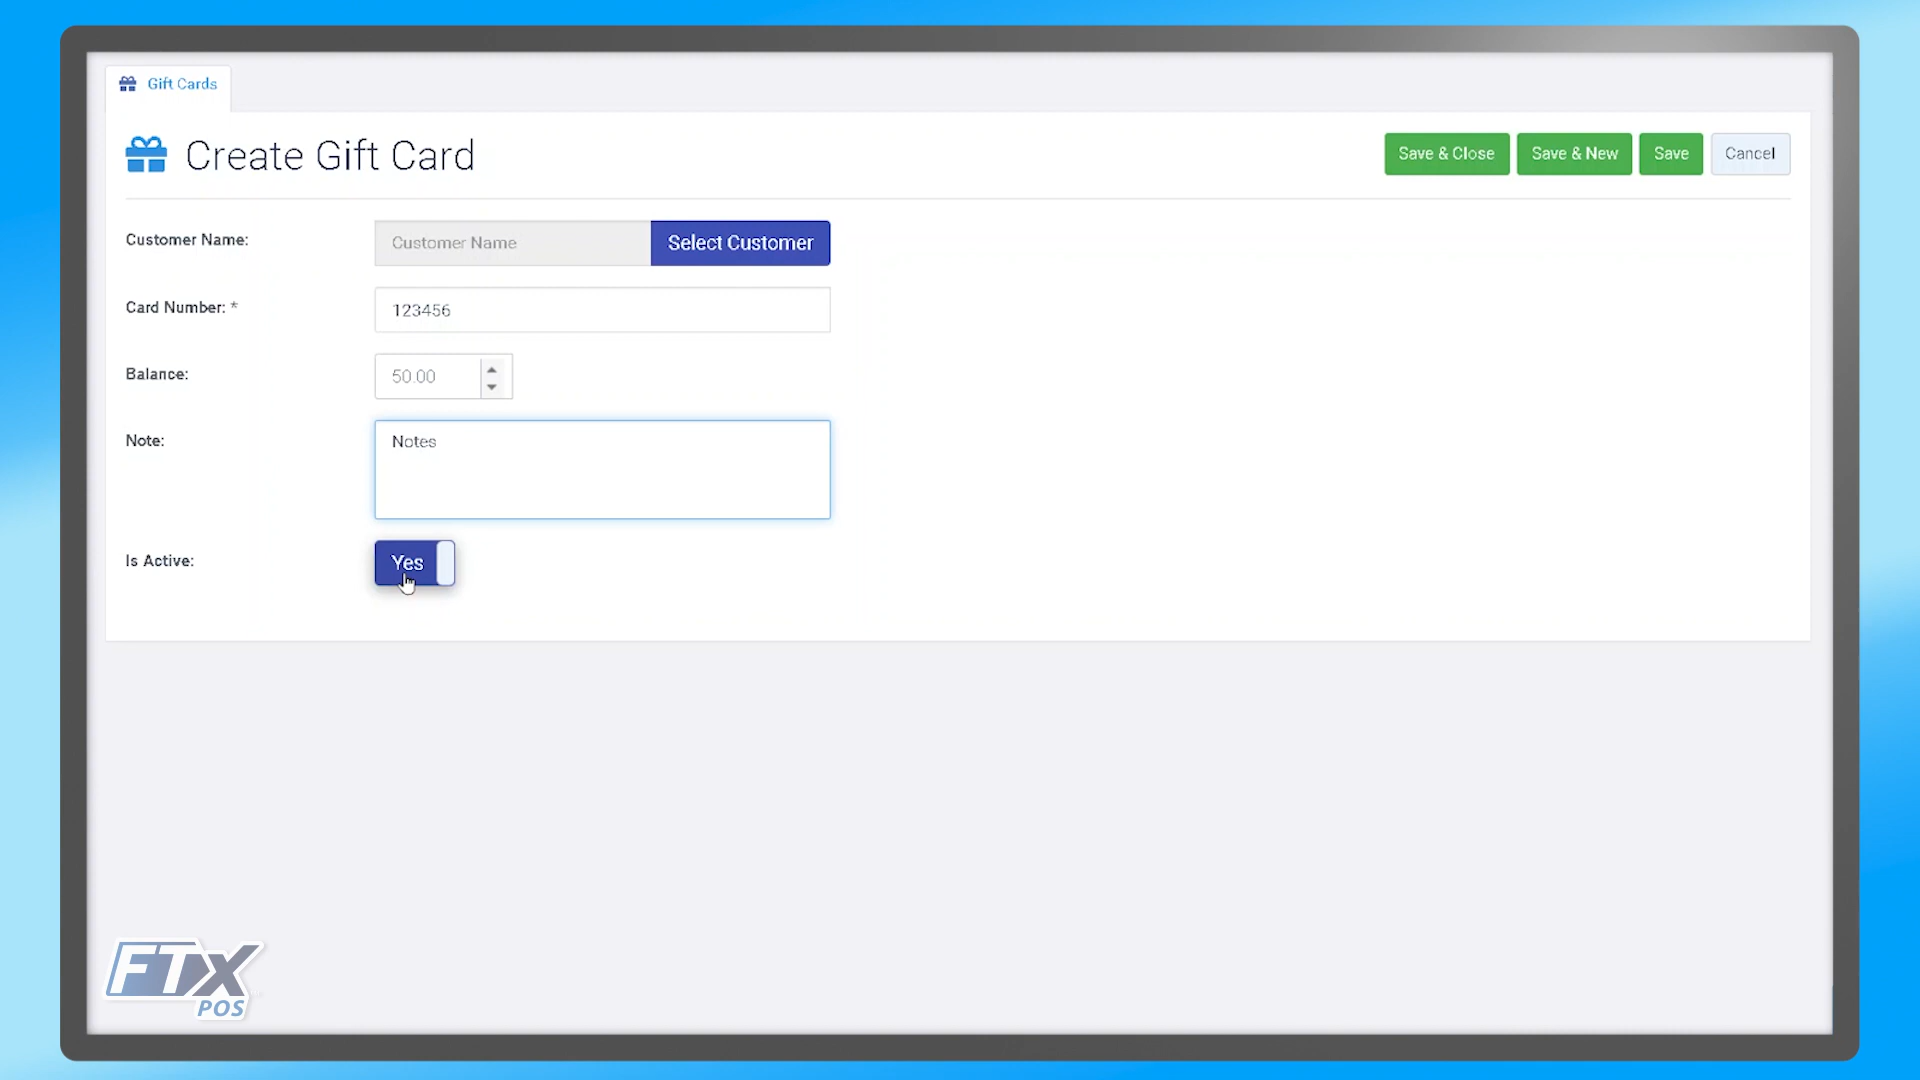 Gift Cards
Create Gift Card
Save & Close
Save & New
Save
Cancel
Customer Name:
Customer Name
Select Customer
Card Number: *
123456
Balance:
50.00
Note:
Notes
Is Active:
Yes
FTX
POS